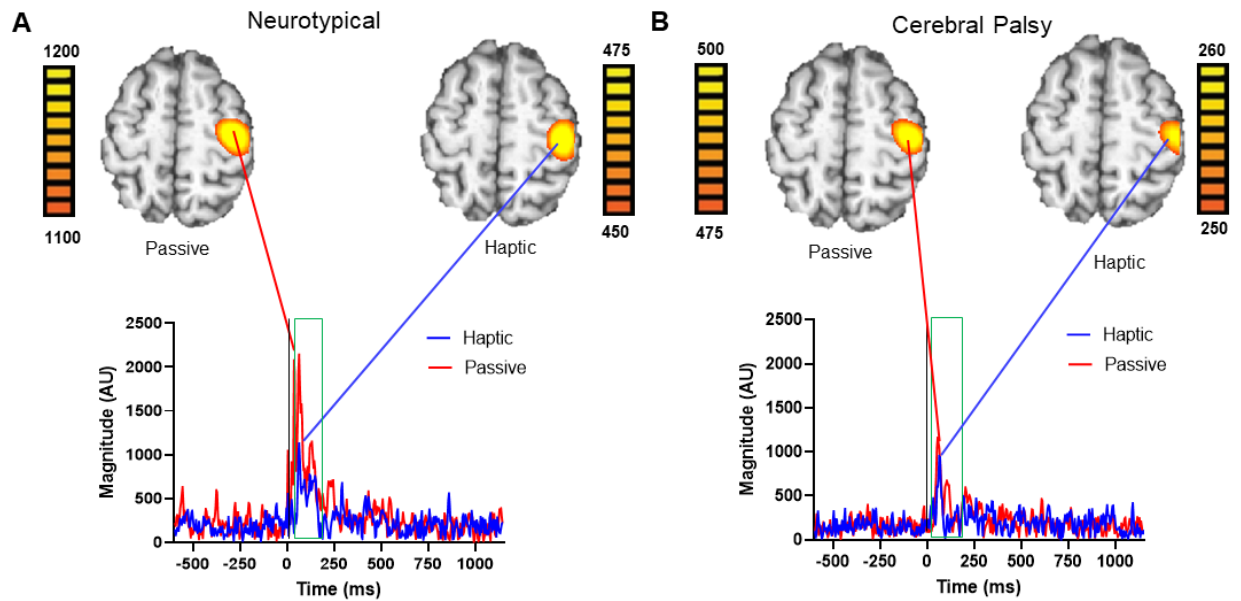 A
Neurotypical
1200
1100
Passive
475
450
Haptic
2500
2000
1500
1000
500
0
Magnitude (AU)
Haptic
Passive
-500 -250 0 250 500 750 1000
Time (ms)
B
Cerebral Palsy
500
475
Passive
260
250
Haptic
2500
2000
1500
1000
500
0
Magnitude (AU)
Haptic
Passive
-500 -250 0 250 500 750 1000
Time (ms)